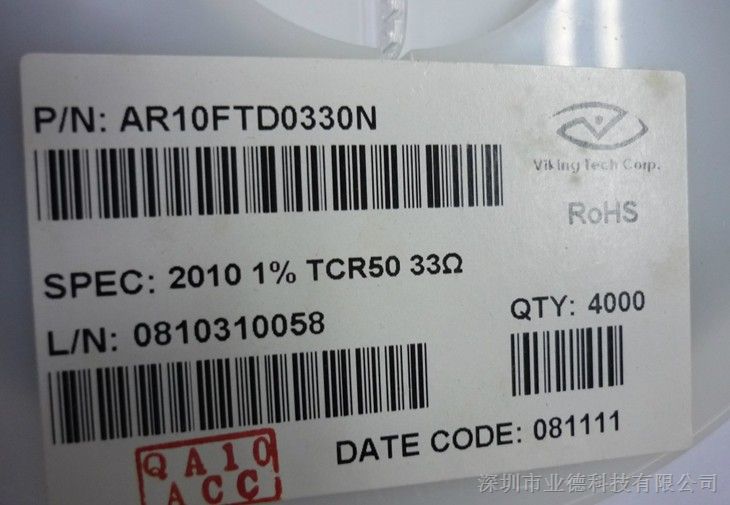 P/N: AR10FTD0330N
Viking Tech Corp.
RoHS
SPEC: 2010 1% TCR50 33Ω
QTY: 4000
L/N: 0810310058
DATE CODE: 081111
QA10
ACC
深圳市业德科技有限公司